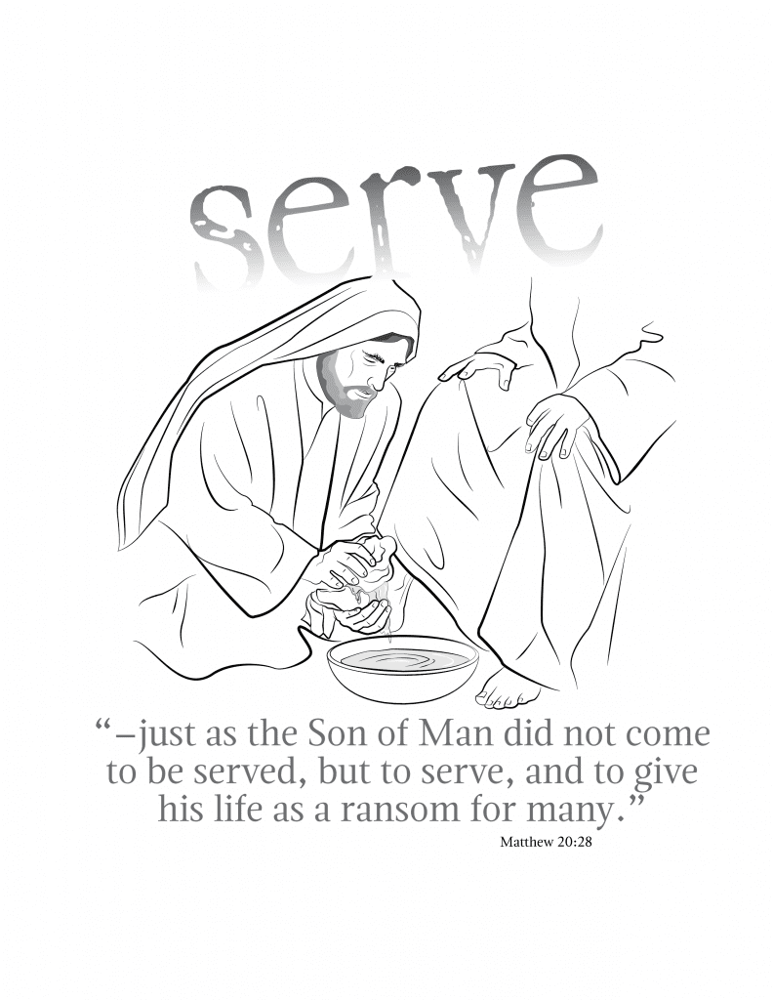 serve
“–just as the Son of Man did not come
to be served, but to serve, and to give
his life as a ransom for many.”
Matthew 20:28